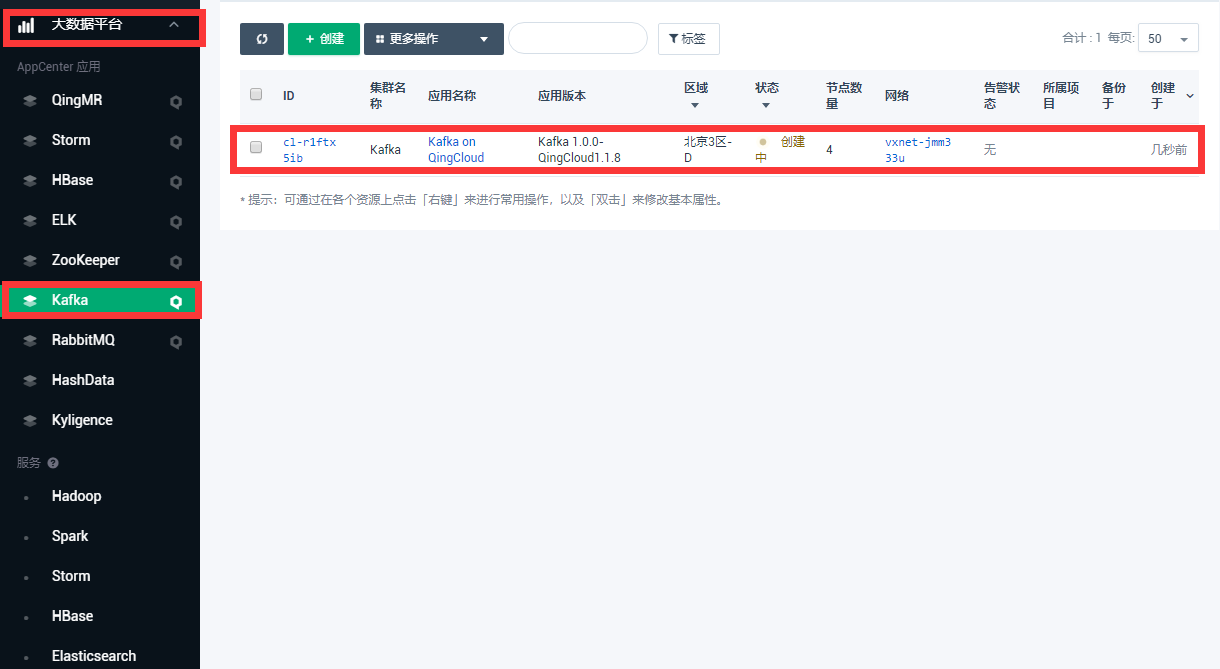 大数据平台
AppCenter 应用
QingMR
Storm
HBase
ELK
ZooKeeper
Kafka
RabbitMQ
HashData
Kyligence
服务
Hadoop
Spark
Storm
HBase
Elasticsearch
+ 创建
更多操作
标签
合计 : 1 每页: 50
ID
集群名
称
应用名称
应用版本
区域
状态
节点数
量
网络
告警状
态
所属项
目
备份
于
创建
于
cl-r1ftx
5ib
Kafka
Kafka on
QingCloud
Kafka 1.0.0-
QingCloud1.1.8
北京3区-
D
创建
中
4
vxnet-jmm3
33u
无
几秒前
* 提示：可通过在各个资源上点击「右键」来进行常用操作，以及「双击」来修改基本属性。